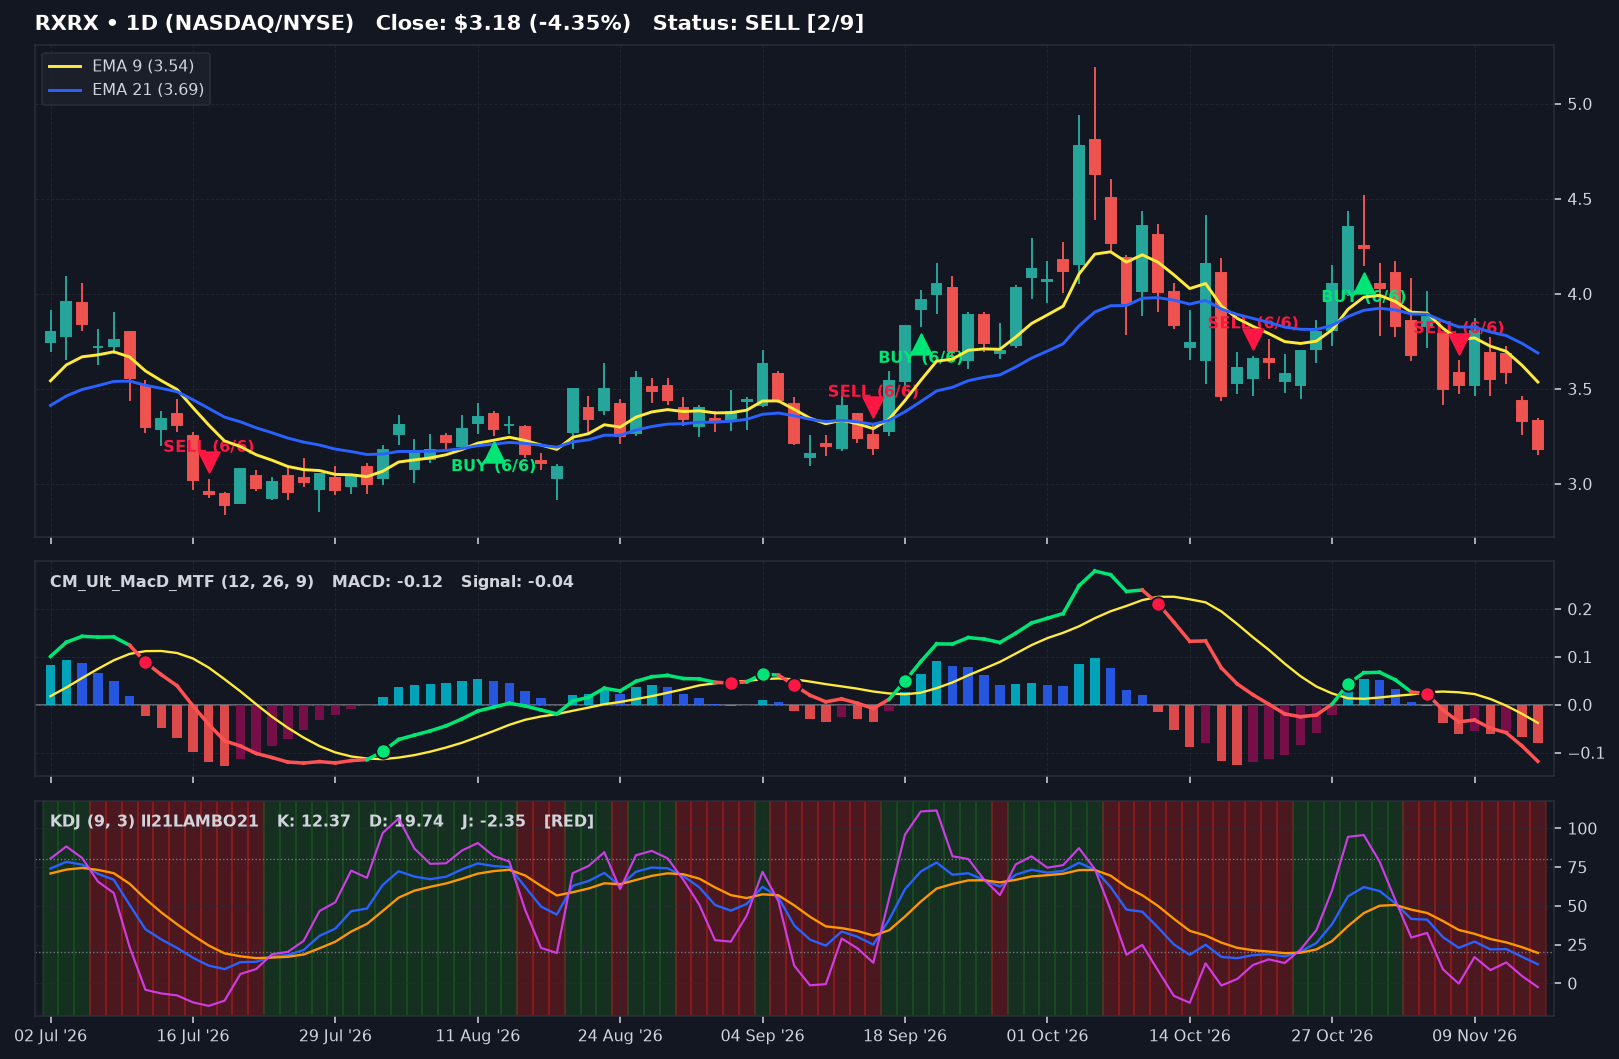 RXRX • 1D (NASDAQ/NYSE)   Close: $3.18 (-4.35%)   Status: SELL [2/9]
EMA 9 (3.54)
EMA 21 (3.69)
5.0
4.5
4.0
3.5
3.0
SELL (6/6)
BUY (6/6)
SELL (6/6)
BUY (6/6)
SELL (6/6)
BUY (6/6)
SELL (6/6)
CM_Ult_MacD_MTF (12, 26, 9)   MACD: -0.12   Signal: -0.04
0.2
0.1
0.0
−0.1
KDJ (9, 3) II21LAMBO21   K: 12.37   D: 19.74   J: -2.35   [RED]
100
75
50
25
0
02 Jul '26
16 Jul '26
29 Jul '26
11 Aug '26
24 Aug '26
04 Sep '26
18 Sep '26
01 Oct '26
14 Oct '26
27 Oct '26
09 Nov '26